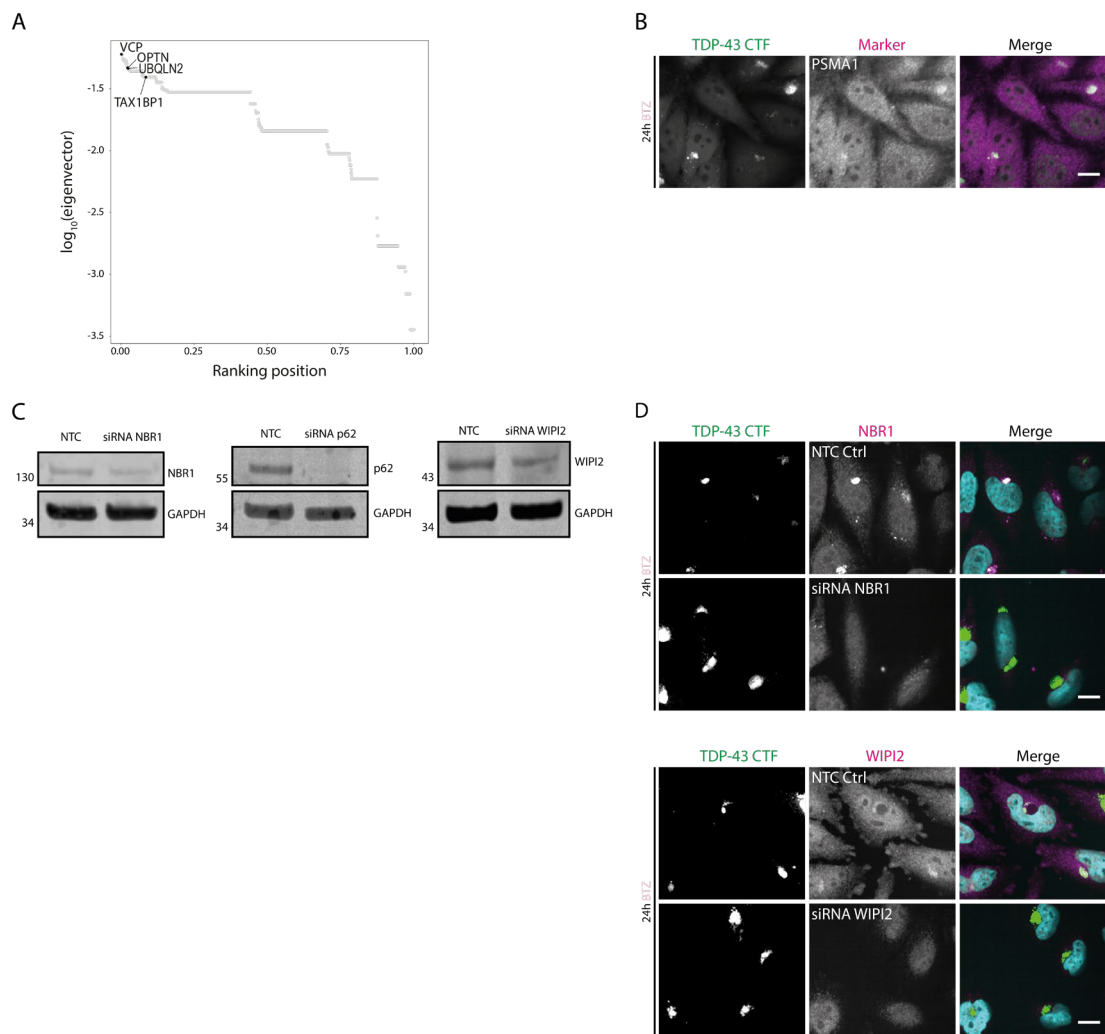 A
VCP
OPTN
UBQLN2
TAX1BP1
-1.5
-2.0
-2.5
-3.0
-3.5
log10(eigenvector)
0.00
0.25
0.50
0.75
1.00
Ranking position
B
TDP-43 CTF
Marker
Merge
24h BTZ
PSMA1
C
NTC
siRNA NBR1
130
NBR1
34
GAPDH
NTC
siRNA p62
55
p62
34
GAPDH
NTC
siRNA WIPI2
43
WIPI2
34
GAPDH
D
TDP-43 CTF
NBR1
Merge
24h BTZ
NTC Ctrl
siRNA NBR1
TDP-43 CTF
WIPI2
Merge
24h BTZ
NTC Ctrl
siRNA WIPI2